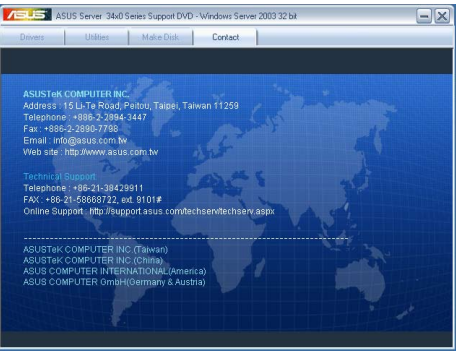 ASUS ASUS Server 34x0 Series Support DVD - Windows Server 2003 32 bit
Drivers Utilities Make Disk Contact
ASUSTeK COMPUTER INC.
Address : 15 Li-Te Road, Peitou, Taipei, Taiwan 11259
Telephone : +886-2-2894-3447
Fax : +886-2-2890-7798
Email : info@asus.com.tw
Web site : http://www.asus.com.tw
Technical Support
Telephone : +86-21-38429911
FAX : +86-21-58668722, ext. 9101#
Online Support : http://support.asus.com/techserv/techserv.aspx
ASUSTeK COMPUTER INC.(Taiwan)
ASUSTeK COMPUTER INC.(China)
ASUS COMPUTER INTERNATIONAL(America)
ASUS COMPUTER GmbH(Germany & Austria)